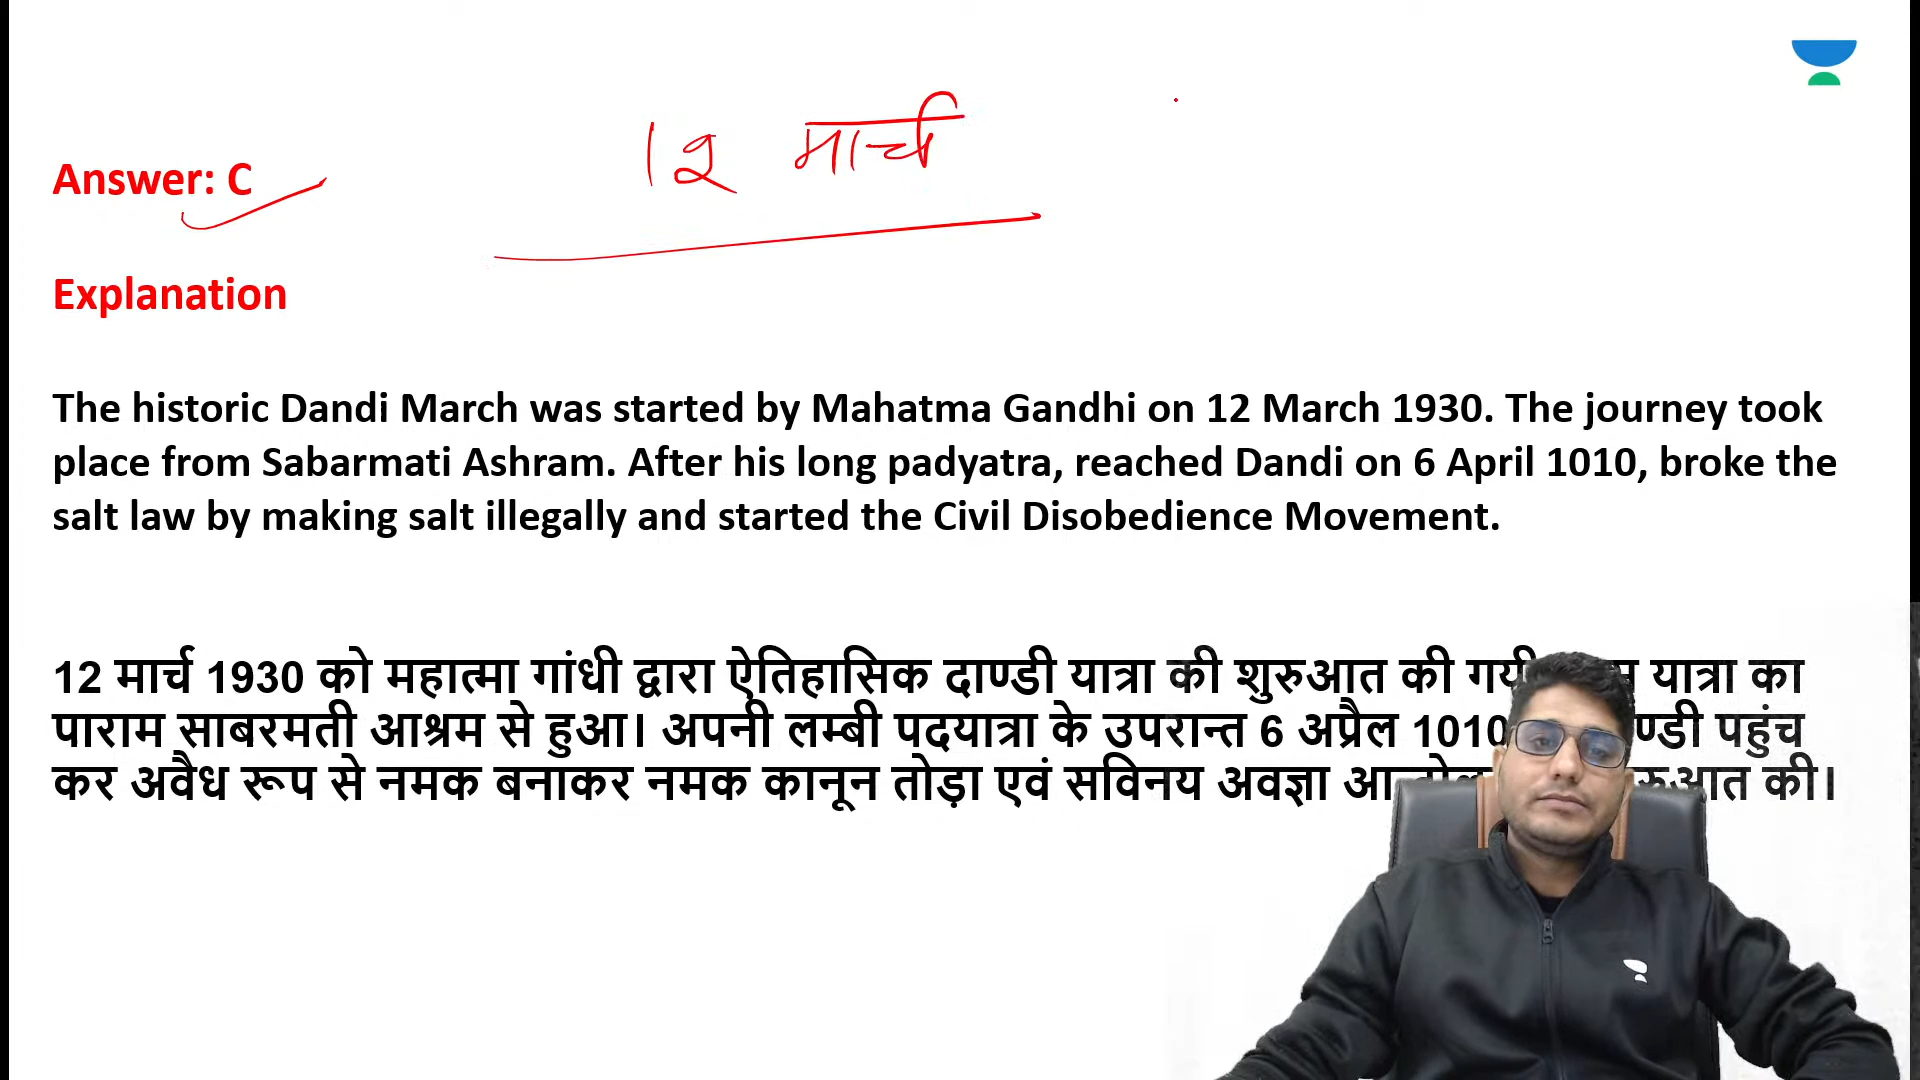 12 मार्च
Answer: C
Explanation
The historic Dandi March was started by Mahatma Gandhi on 12 March 1930. The journey took
place from Sabarmati Ashram. After his long padyatra, reached Dandi on 6 April 1010, broke the
salt law by making salt illegally and started the Civil Disobedience Movement.
12 मार्च 1930 को महात्मा गांधी द्वारा ऐतिहासिक दाण्डी यात्रा की शुरुआत की यात्रा का
पाराम साबरमती आश्रम से हुआ। अपनी लम्बी पदयात्रा के उपरान्त 6 अप्रैल 1010 पहुंच
कर अवैध रूप से नमक बनाकर नमक कानून तोड़ा एवं सविनय अवज्ञा की।